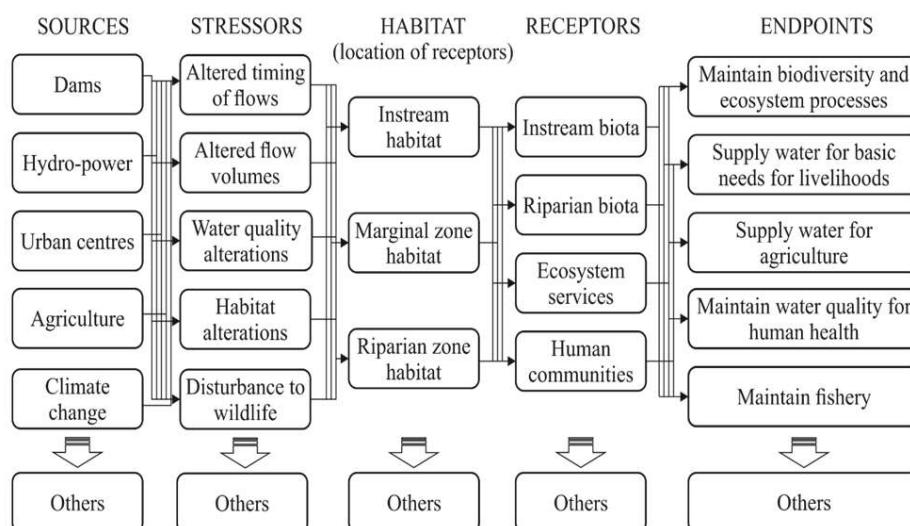 SOURCES
STRESSORS
HABITAT
(location of receptors)
RECEPTORS
ENDPOINTS
Dams
Hydro-power
Urban centres
Agriculture
Climate
change
Others
Altered timing
of flows
Altered flow
volumes
Water quality
alterations
Habitat
alterations
Disturbance to
wildlife
Others
Instream
habitat
Marginal zone
habitat
Riparian zone
habitat
Others
Instream biota
Riparian biota
Ecosystem
services
Human
communities
Others
Maintain biodiversity and
ecosystem processes
Supply water for basic
needs for livelihoods
Supply water for
agriculture
Maintain water quality for
human health
Maintain fishery
Others